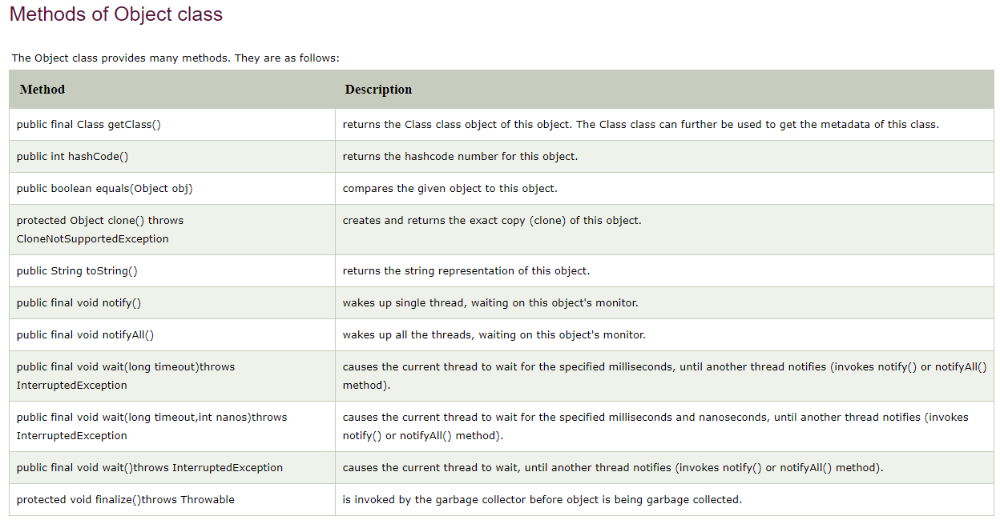 Methods of Object class
The Object class provides many methods. They are as follows:
Method Description
public final Class getClass() returns the Class class object of this object. The Class class can further be used to get the metadata of this class.
public int hashCode() returns the hashcode number for this object.
public boolean equals(Object obj) compares the given object to this object.
protected Object clone() throws
CloneNotSupportedException
creates and returns the exact copy (clone) of this object.
public String toString() returns the string representation of this object.
public final void notify() wakes up single thread, waiting on this object's monitor.
public final void notifyAll() wakes up all the threads, waiting on this object's monitor.
public final void wait(long timeout)throws
InterruptedException
causes the current thread to wait for the specified milliseconds, until another thread notifies (invokes notify() or notifyAll()
method).
public final void wait(long timeout,int nanos)throws
InterruptedException
causes the current thread to wait for the specified milliseconds and nanoseconds, until another thread notifies (invokes
notify() or notifyAll() method).
public final void wait()throws InterruptedException causes the current thread to wait, until another thread notifies (invokes notify() or notifyAll() method).
protected void finalize()throws Throwable is invoked by the garbage collector before object is being garbage collected.